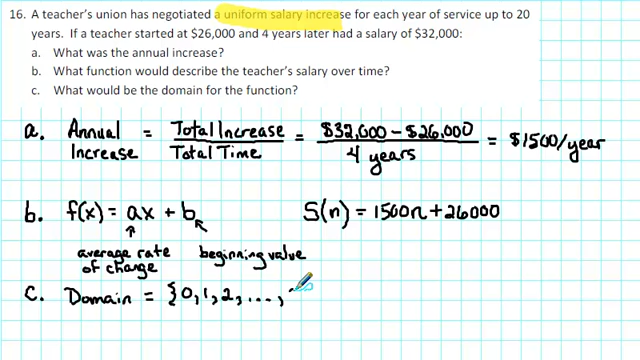 16. A teacher's union has negotiated a uniform salary increase for each year of service up to 20
years. If a teacher started at $26,000 and 4 years later had a salary of $32,000:
a. What was the annual increase?
b. What function would describe the teacher's salary over time?
c. What would be the domain for the function?
a. Annual Increase = Total Increase / Total Time = $32,000 - $26,000 / 4 years = $1500/year
b. f(x) = ax + b S(n) = 1500n + 26000
average rate of change beginning value
c. Domain = {0, 1, 2, ...,